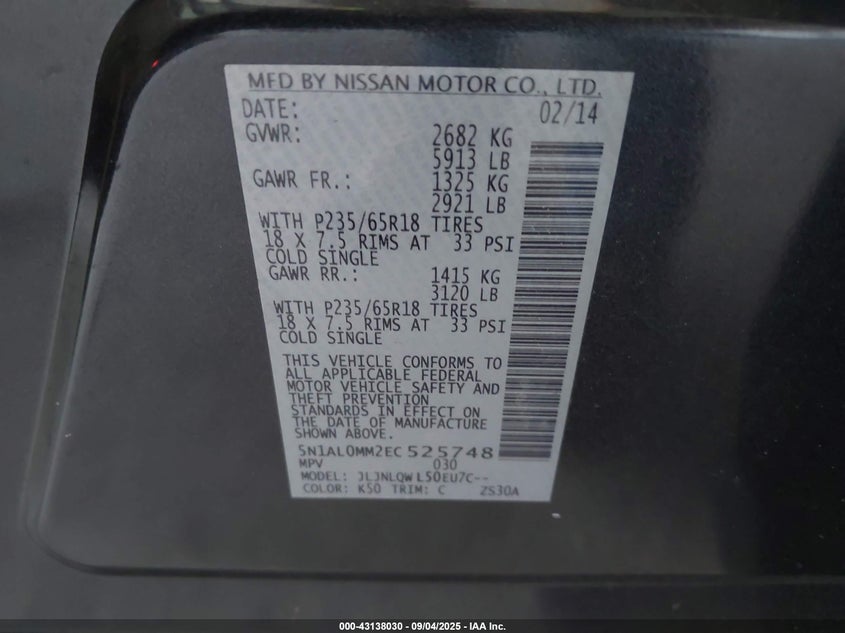 MFD BY NISSAN MOTOR CO., LTD.
DATE: 02/14
GVWR: 2682 KG
5913 LB
GAWR FR.: 1325 KG
2921 LB
WITH P235/65R18 TIRES
18 X 7.5 RIMS AT 33 PSI
COLD SINGLE
GAWR RR.: 1415 KG
3120 LB
WITH P235/65R18 TIRES
18 X 7.5 RIMS AT 33 PSI
COLD SINGLE
THIS VEHICLE CONFORMS TO
ALL APPLICABLE FEDERAL
MOTOR VEHICLE SAFETY AND
THEFT PREVENTION
STANDARDS IN EFFECT ON
THE DATE OF MANUFACTURE
SHOWN ABOVE.
5N1AL0MM2EC 525748
MPV 030
MODEL: JLJNLQW L50EU7C--
COLOR: K50 TRIM: C ZS30A
000-43138030 - 09/04/2025 - IAA Inc.